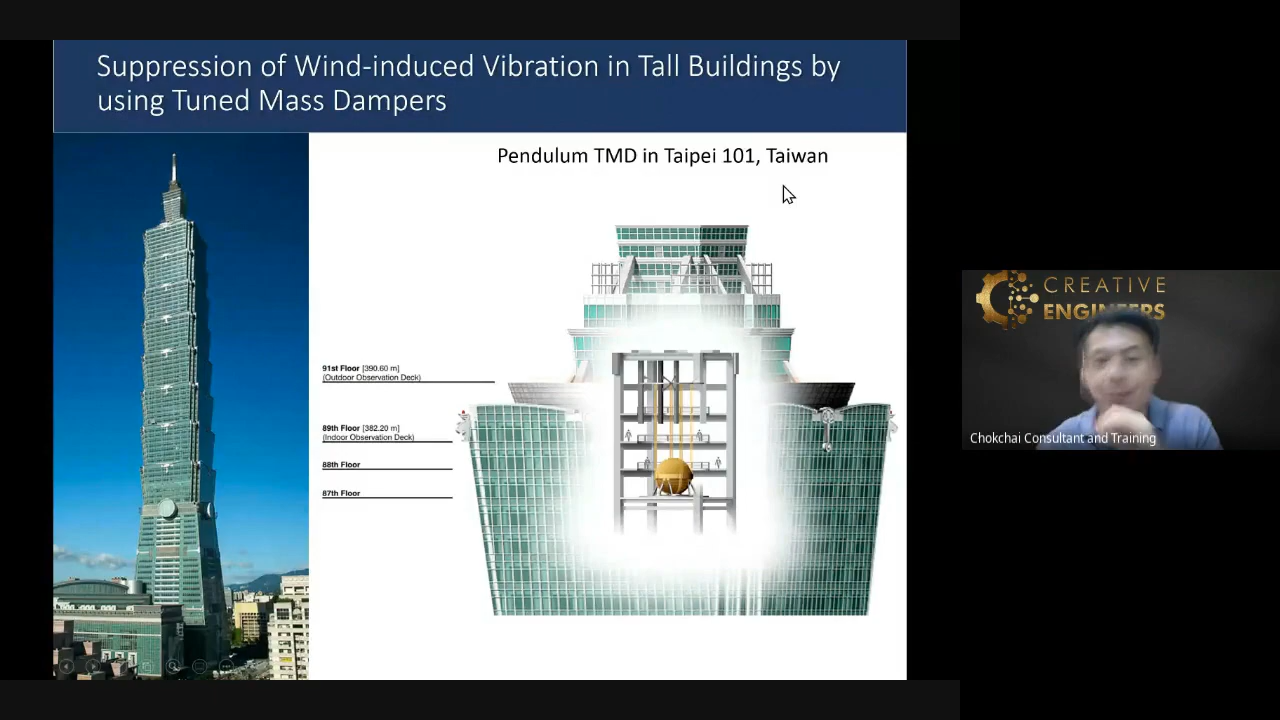 Suppression of Wind-induced Vibration in Tall Buildings by
using Tuned Mass Dampers
Pendulum TMD in Taipei 101, Taiwan
91st Floor [390.60 m]
(Outdoor Observation Deck)
89th Floor [382.20 m]
(Indoor Observation Deck)
88th Floor
87th Floor
CREATIVE
ENGINEERS
Chokchai Consultant and Training